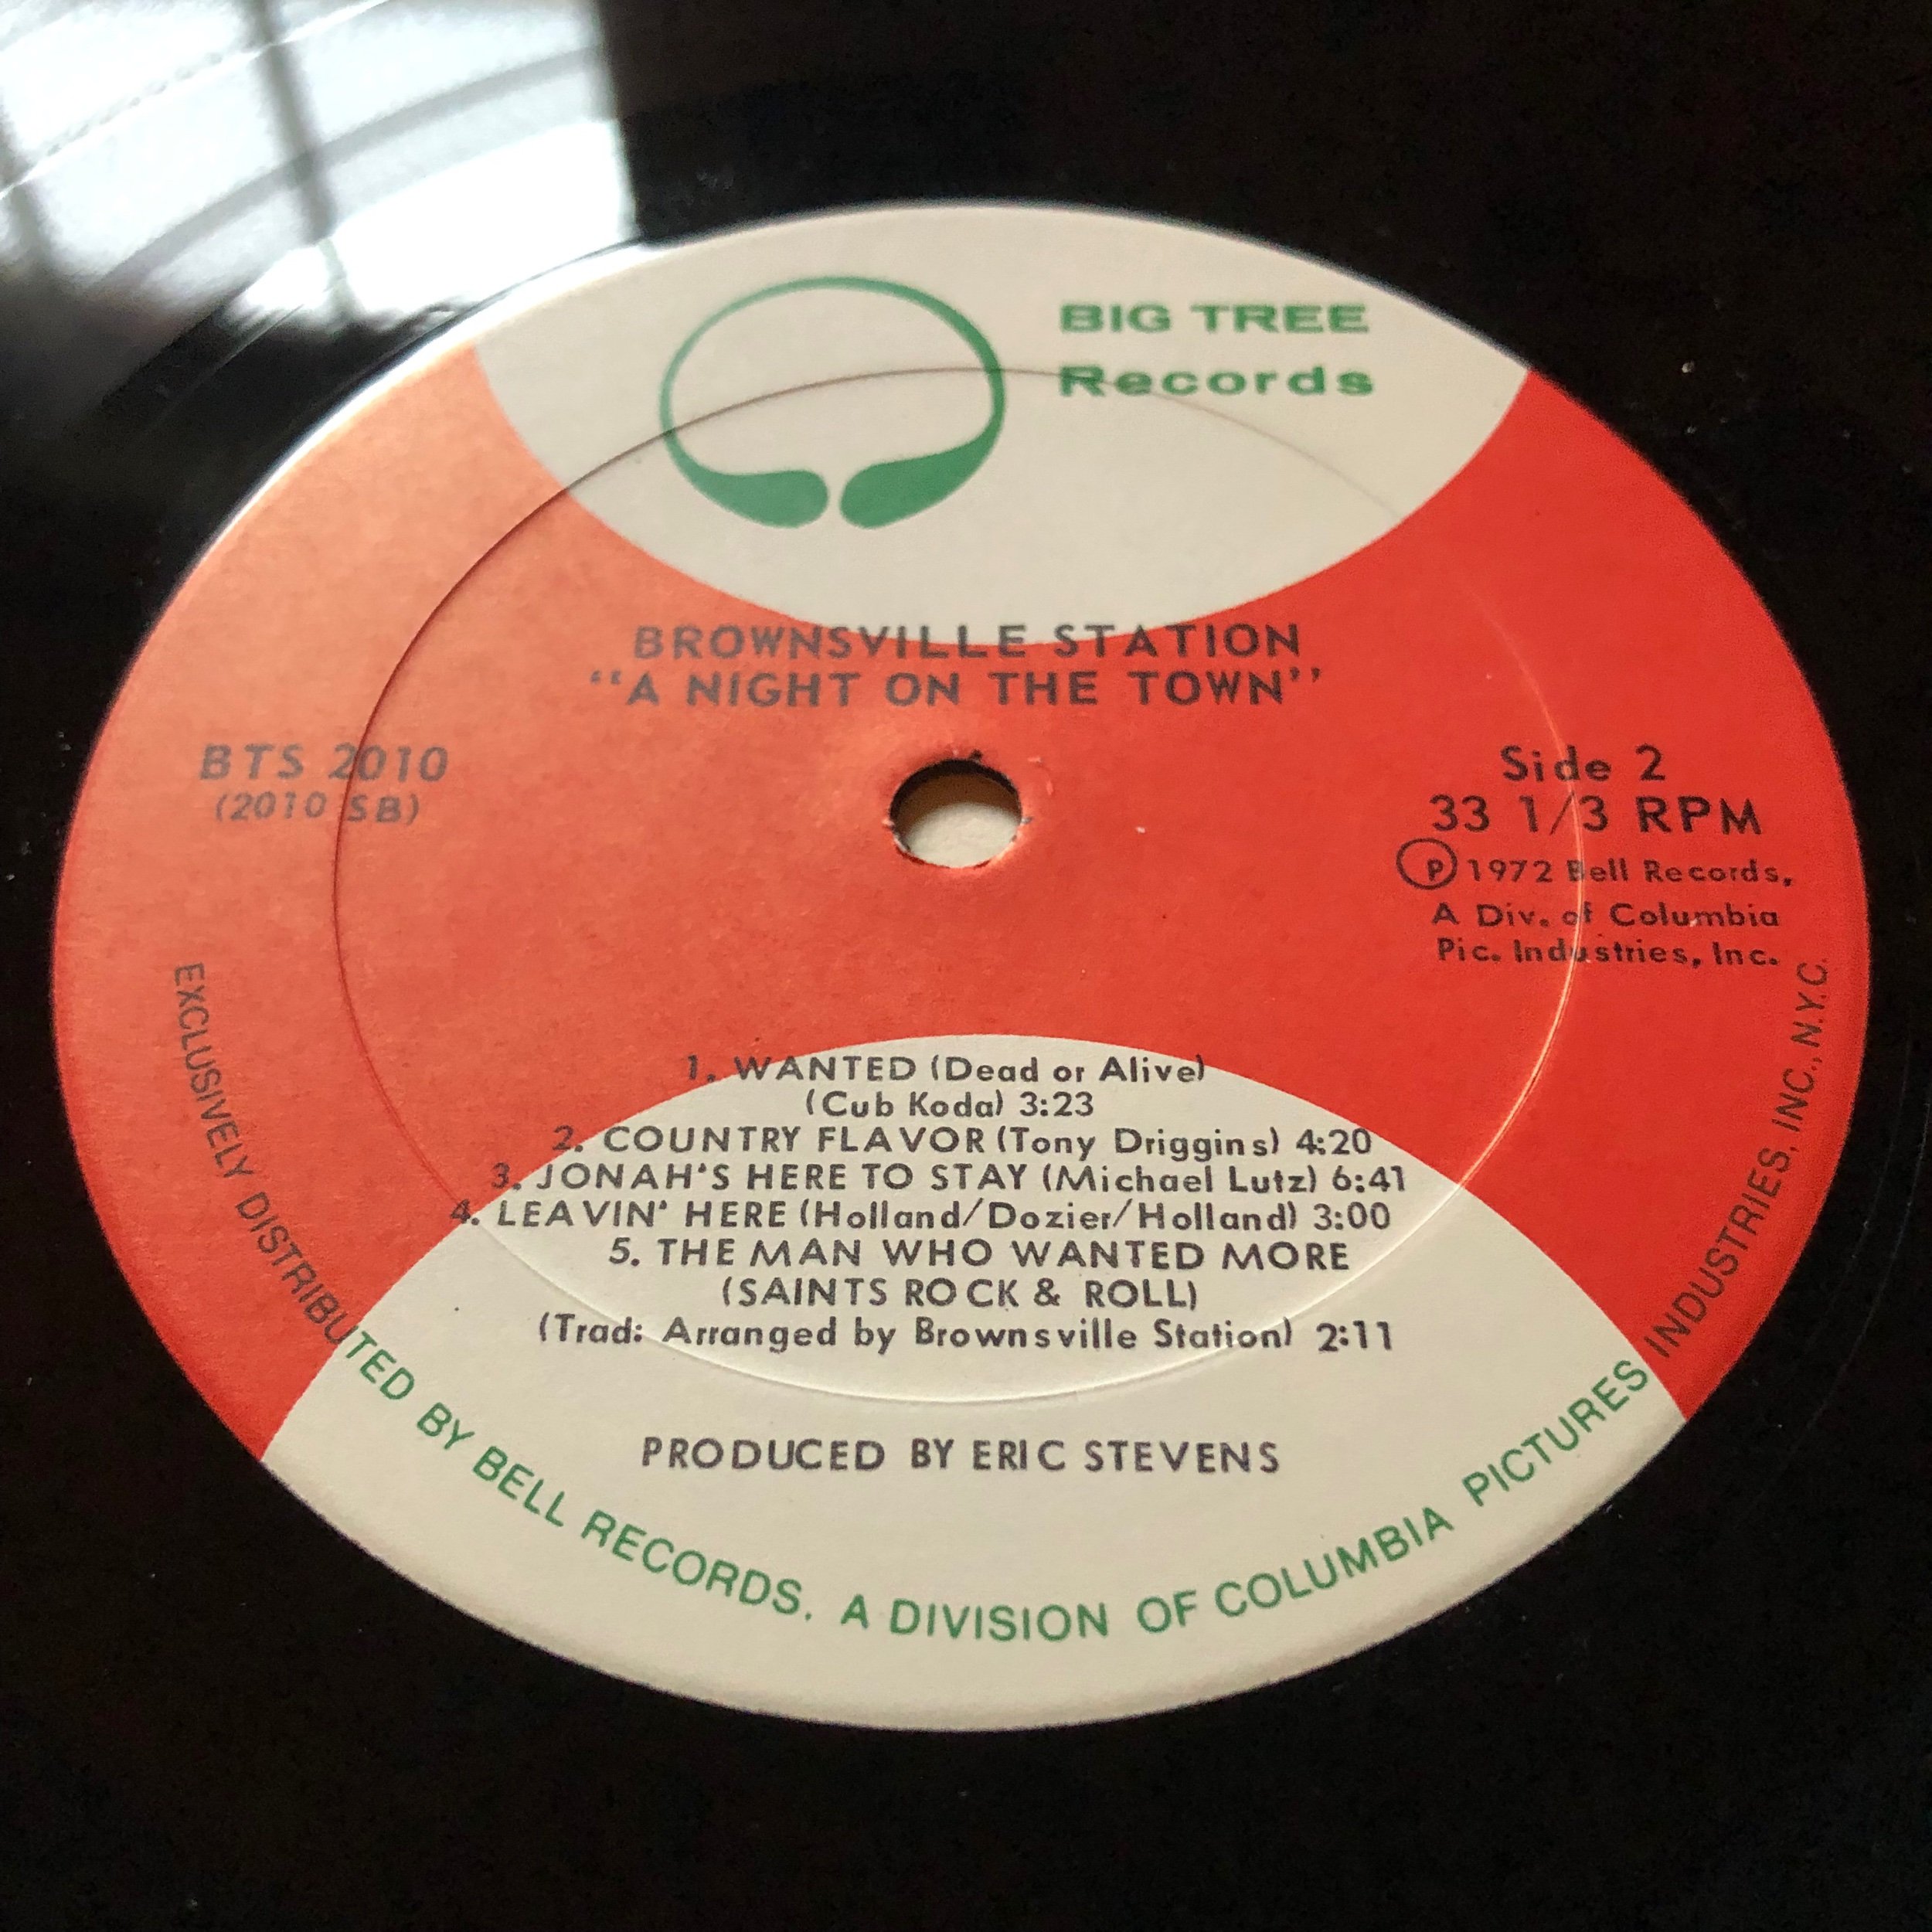 BIG TREE
Records
BROWNSVILLE STATION
“A NIGHT ON THE TOWN”
BTS 2010
(2010 SB)
Side 2
33 1/3 RPM
Ⓟ 1972 Bell Records,
A Div. of Columbia
Pic. Industries, Inc.
1. WANTED (Dead or Alive)
(Cub Koda) 3:23
2. COUNTRY FLAVOR (Tony Driggins) 4:20
3. JONAH'S HERE TO STAY (Michael Lutz) 6:41
4. LEAVIN' HERE (Holland/Dozier/Holland) 3:00
5. THE MAN WHO WANTED MORE
(SAINTS ROCK & ROLL)
(Trad: Arranged by Brownsville Station) 2:11
PRODUCED BY ERIC STEVENS
EXCLUSIVELY DISTRIBUTED BY BELL RECORDS, A DIVISION OF COLUMBIA PICTURES INDUSTRIES, INC., N.Y.C.